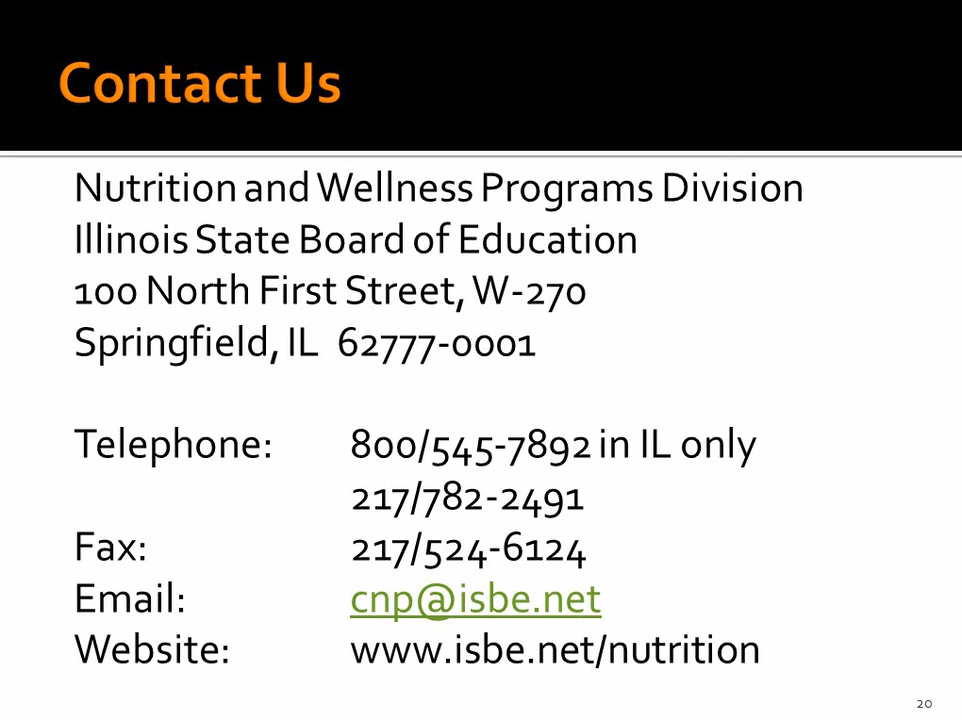 Contact Us
Nutrition and Wellness Programs Division
Illinois State Board of Education
100 North First Street, W-270
Springfield, IL  62777-0001
Telephone: 800/545-7892 in IL only
217/782-2491
Fax: 217/524-6124
Email: cnp@isbe.net
Website: www.isbe.net/nutrition
20